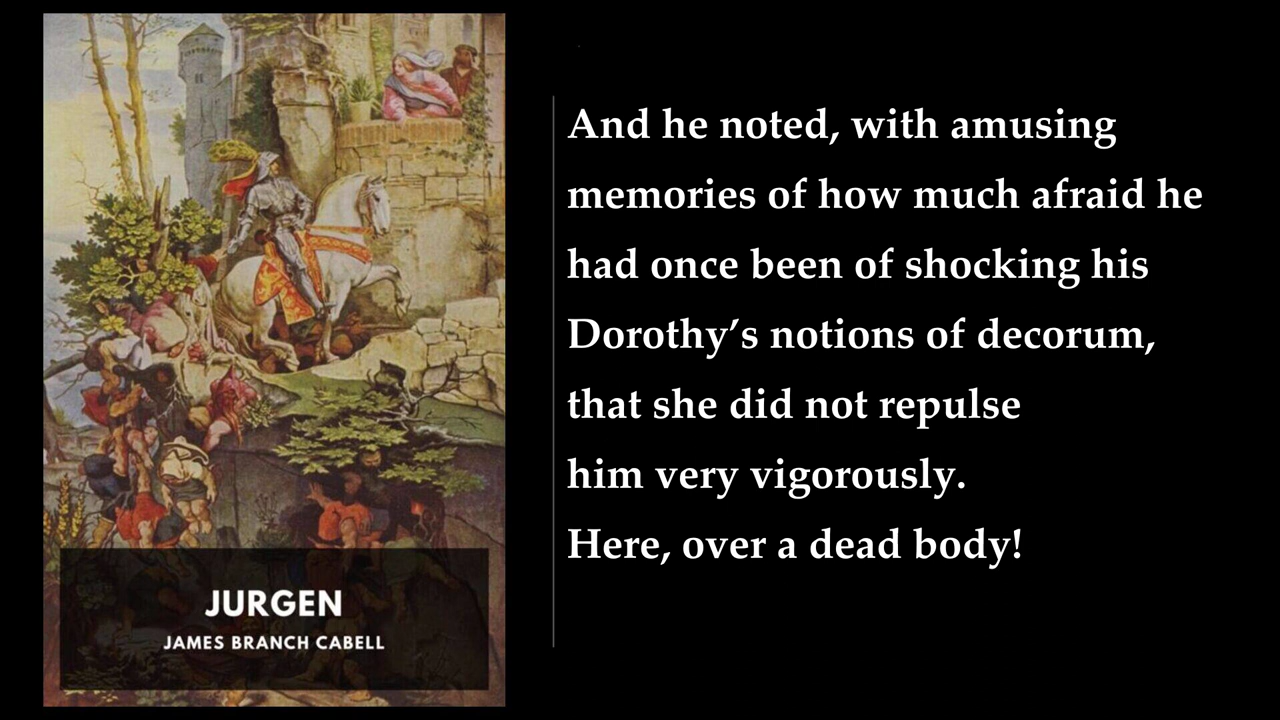 JURGEN
JAMES BRANCH CABELL
And he noted, with amusing
memories of how much afraid he
had once been of shocking his
Dorothy’s notions of decorum,
that she did not repulse
him very vigorously.
Here, over a dead body!